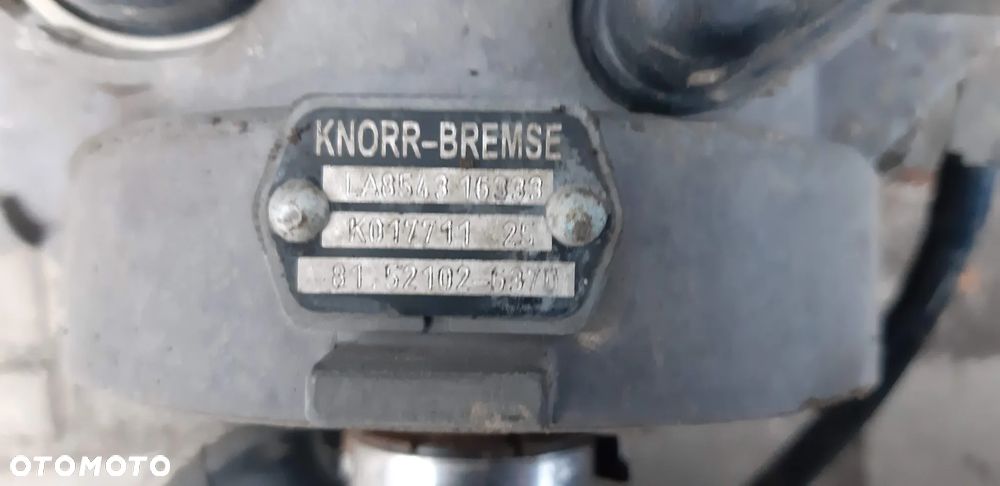 KNORR-BREMSE
LA8543 16333
K017711 25
81.52102-6370
OTOMOTO